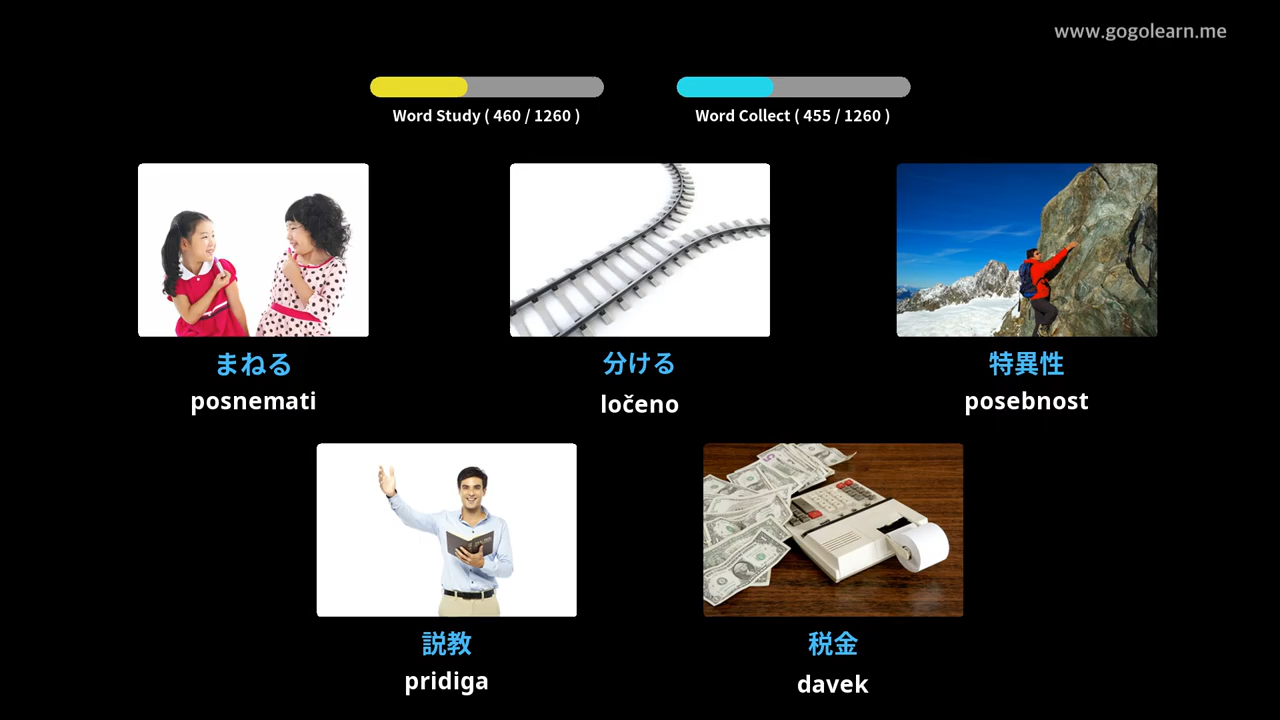 www.gogolearn.me
Word Study ( 460 / 1260 )
Word Collect ( 455 / 1260 )
まねる
posnemati
分ける
ločeno
特異性
posebnost
説教
pridiga
税金
davek